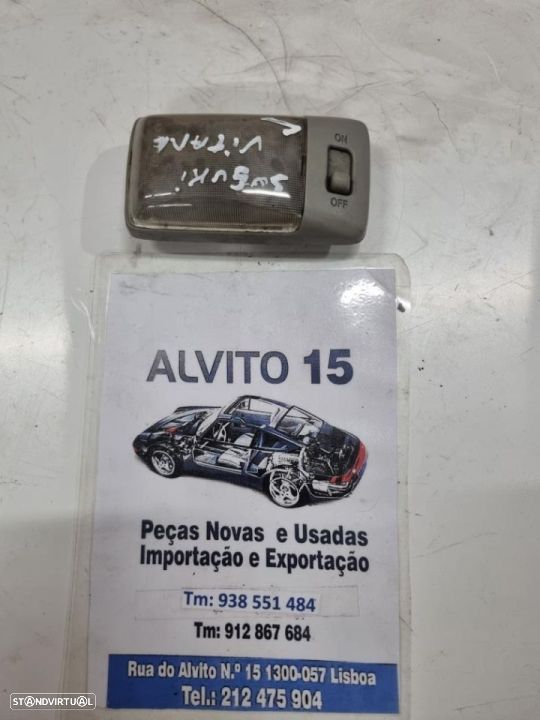 SUZUKI
VITARA
ON
OFF
ALVITO 15
Peças Novas e Usadas
Importação e Exportação
Tm: 938 551 484
Tm: 912 867 684
Rua do Alvito N.º 15 1300-057 Lisboa
Tel.: 212 475 904
STANDVIRTUAL